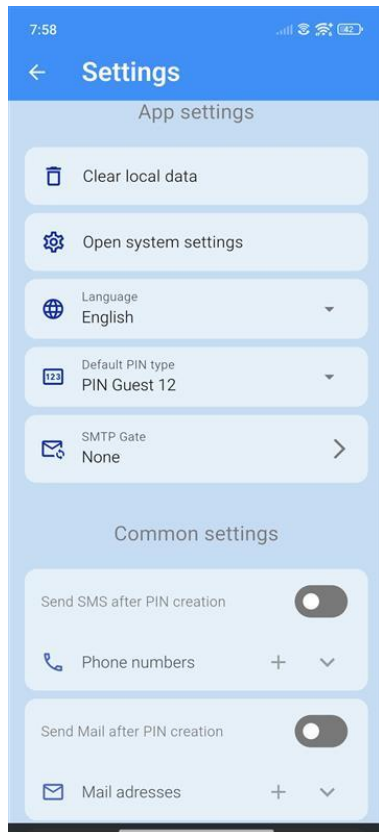 7:58
42
Settings
App settings
Clear local data
Open system settings
Language
English
123
Default PIN type
PIN Guest 12
SMTP Gate
None
Common settings
Send SMS after PIN creation
Phone numbers
Send Mail after PIN creation
Mail adresses